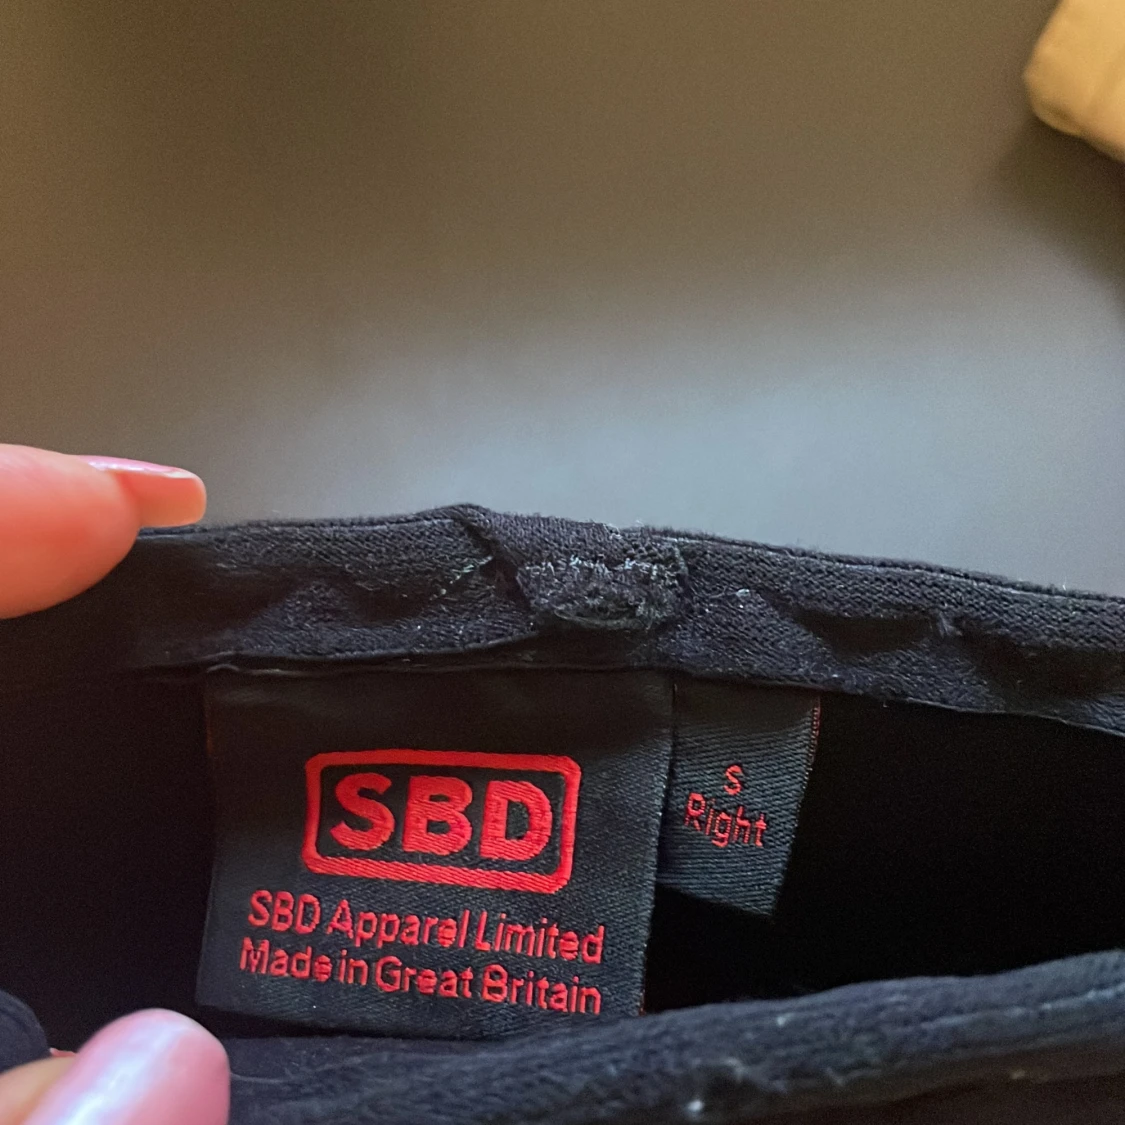 SBD
SBD Apparel Limited
Made in Great Britain
S
Right